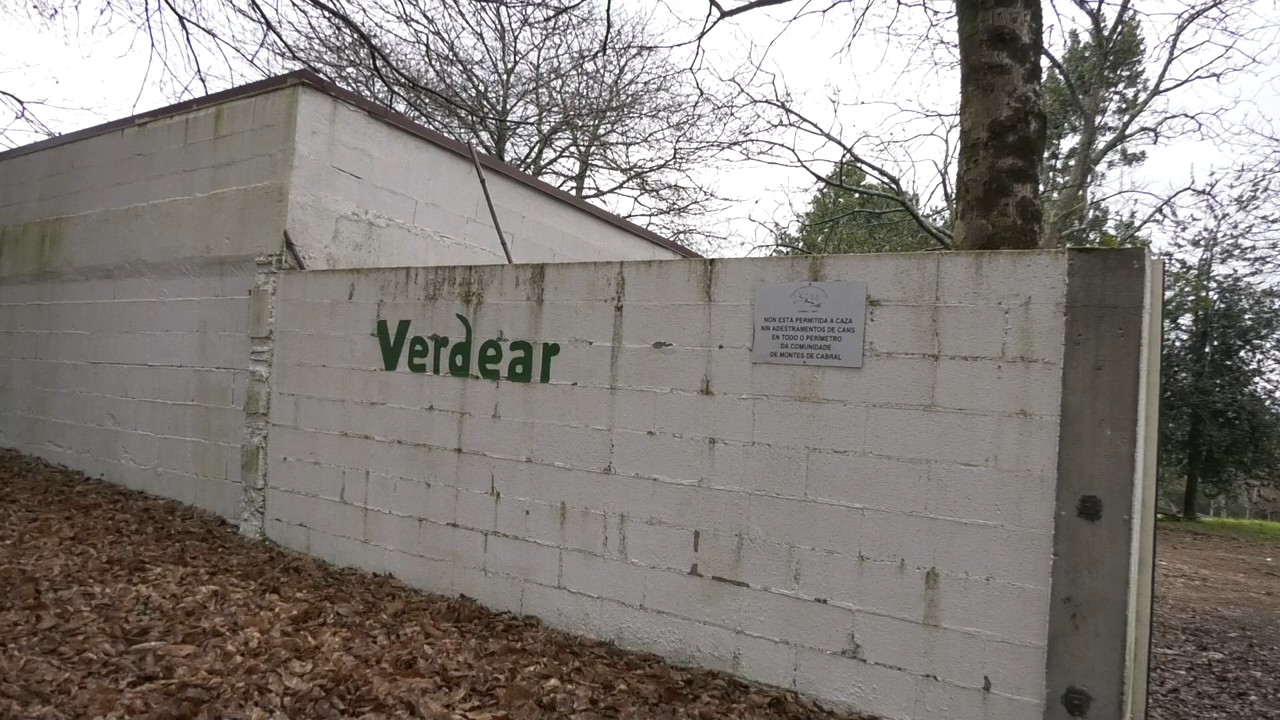 Verdear
NON ESTÁ PERMITIDA A CAZA
NIN ADESTRAMENTOS DE CANS
EN TODO O PERÍMETRO
DA COMUNIDADE
DE MONTES DE CABRAL